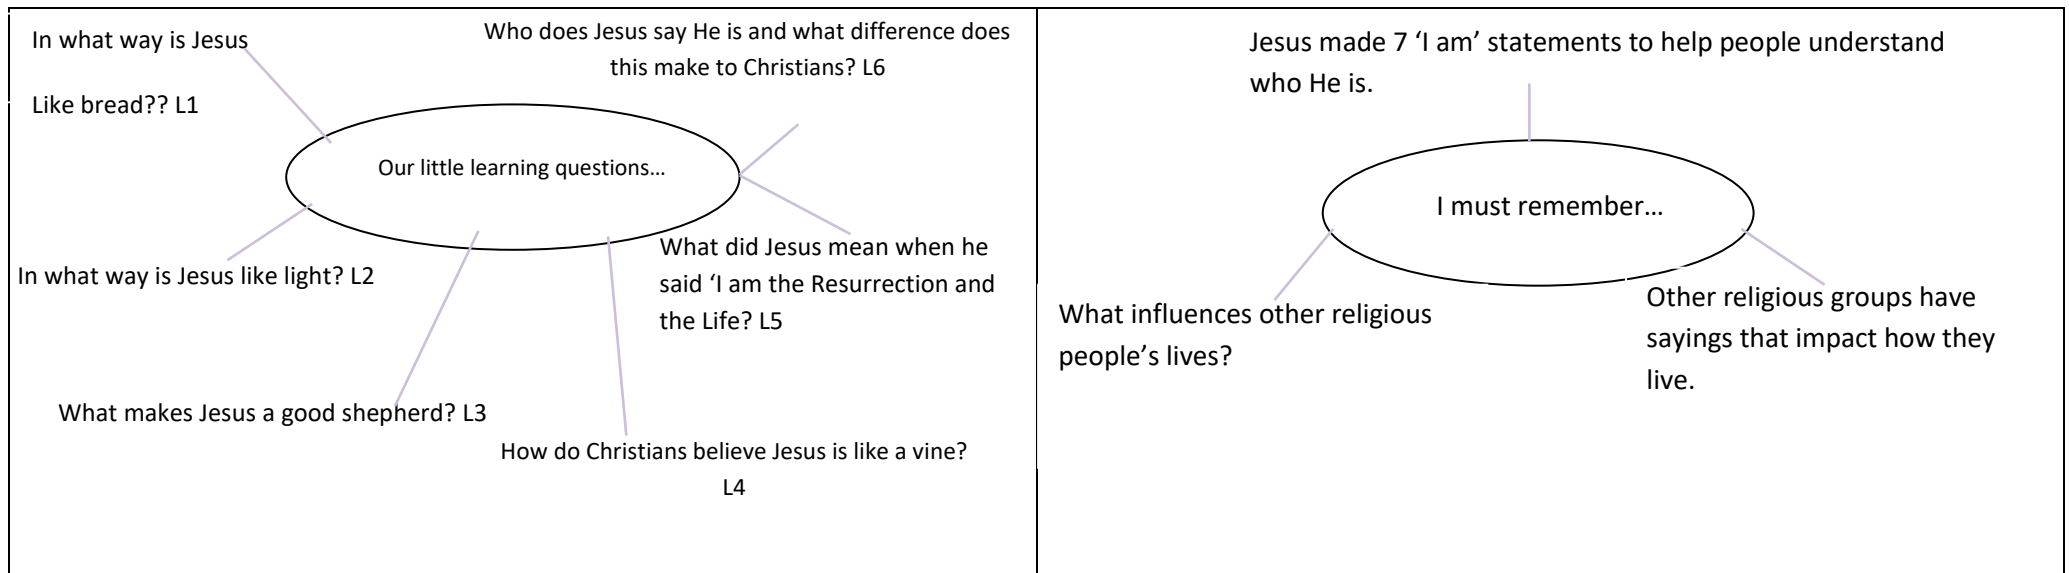 In what way is Jesus
Like bread?? L1
Who does Jesus say He is and what difference does
this make to Christians? L6
Our little learning questions…
In what way is Jesus like light? L2
What did Jesus mean when he
said ‘I am the Resurrection and
the Life? L5
What makes Jesus a good shepherd? L3
How do Christians believe Jesus is like a vine?
L4
Jesus made 7 ‘I am’ statements to help people understand
who He is.
I must remember…
What influences other religious
people’s lives?
Other religious groups have
sayings that impact how they
live.